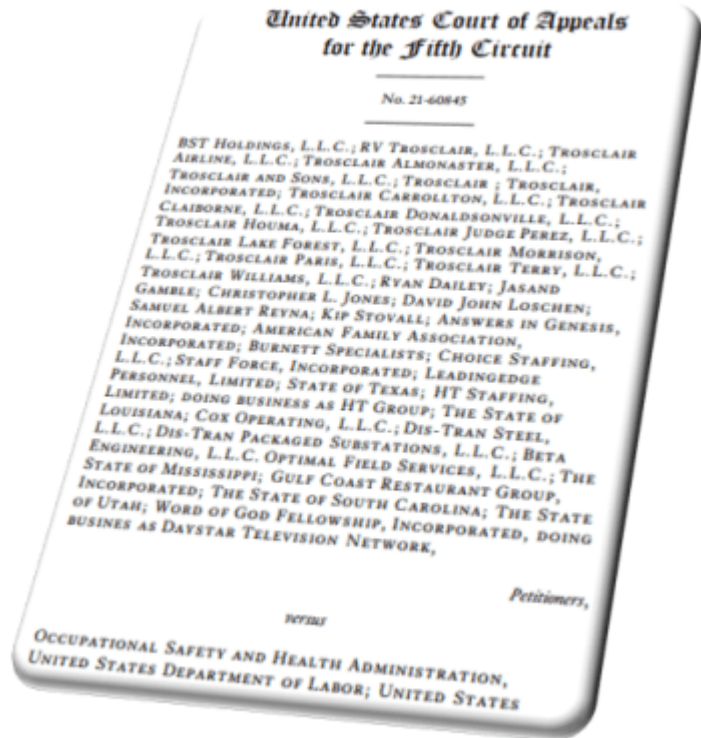 United States Court of Appeals
for the Fifth Circuit
No. 21-60845
BST HOLDINGS, L.L.C.; RV TROSCLAIR, L.L.C.; TROSCLAIR
AIRLINE, L.L.C.; TROSCLAIR ALMONASTER, L.L.C.;
TROSCLAIR AND SONS, L.L.C.; TROSCLAIR ; TROSCLAIR,
INCORPORATED; TROSCLAIR CARROLLTON, L.L.C.; TROSCLAIR
CLAIBORNE, L.L.C.; TROSCLAIR DONALDSONVILLE, L.L.C.;
TROSCLAIR HOUMA, L.L.C.; TROSCLAIR JUDGE PEREZ, L.L.C.;
TROSCLAIR LAKE FOREST, L.L.C.; TROSCLAIR MORRISON,
L.L.C.; TROSCLAIR PARIS, L.L.C.; TROSCLAIR TERRY, L.L.C.;
TROSCLAIR WILLIAMS, L.L.C.; RYAN DAILEY; JASAND
GAMBLE; CHRISTOPHER L. JONES; DAVID JOHN LOSCHEN;
SAMUEL ALBERT REYNA; KIP STOVALL; ANSWERS IN GENESIS,
INCORPORATED; AMERICAN FAMILY ASSOCIATION,
INCORPORATED; BURNETT SPECIALISTS; CHOICE STAFFING,
L.L.C.; STAFF FORCE, INCORPORATED; LEADINGEDGE
PERSONNEL, LIMITED; STATE OF TEXAS; HT STAFFING,
LIMITED; DOING BUSINESS AS HT GROUP; THE STATE OF
LOUISIANA; COX OPERATING, L.L.C.; DIS-TRAN STEEL,
L.L.C.; DIS-TRAN PACKAGED SUBSTATIONS, L.L.C.; BETA
ENGINEERING, L.L.C. OPTIMAL FIELD SERVICES, L.L.C.; THE
STATE OF MISSISSIPPI; GULF COAST RESTAURANT GROUP,
INCORPORATED; THE STATE OF SOUTH CAROLINA; THE STATE
OF UTAH; WORD OF GOD FELLOWSHIP, INCORPORATED, DOING
BUSINES AS DAYSTAR TELEVISION NETWORK,
Petitioners,
versus
OCCUPATIONAL SAFETY AND HEALTH ADMINISTRATION,
UNITED STATES DEPARTMENT OF LABOR; UNITED STATES